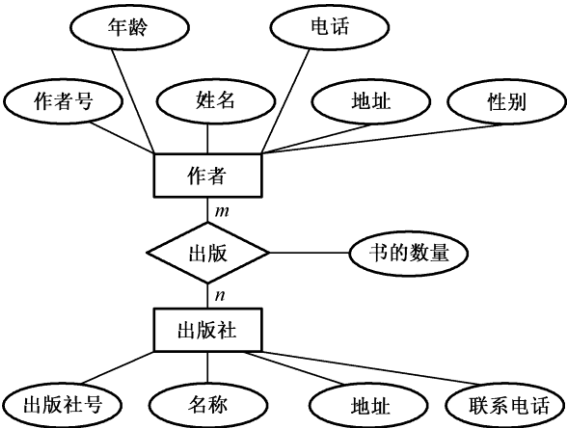 年龄
电话
作者号
姓名
地址
性别
作者
m
出版
书的数量
n
出版社
出版社号
名称
地址
联系电话